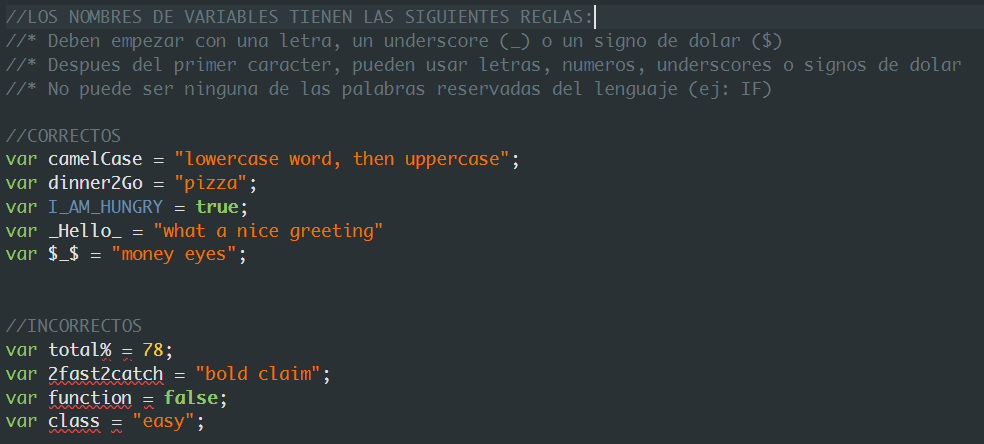 //LOS NOMBRES DE VARIABLES TIENEN LAS SIGUIENTES REGLAS:
//* Deben empezar con una letra, un underscore (_) o un signo de dolar ($)
//* Despues del primer caracter, pueden usar letras, numeros, underscores o signos de dolar
//* No puede ser ninguna de las palabras reservadas del lenguaje (ej: IF)
//CORRECTOS
var camelCase = "lowercase word, then uppercase";
var dinner2Go = "pizza";
var I_AM_HUNGRY = true;
var _Hello_ = "what a nice greeting"
var $_$ = "money eyes";
//INCORRECTOS
var total% = 78;
var 2fast2catch = "bold claim";
var function = false;
var class = "easy";